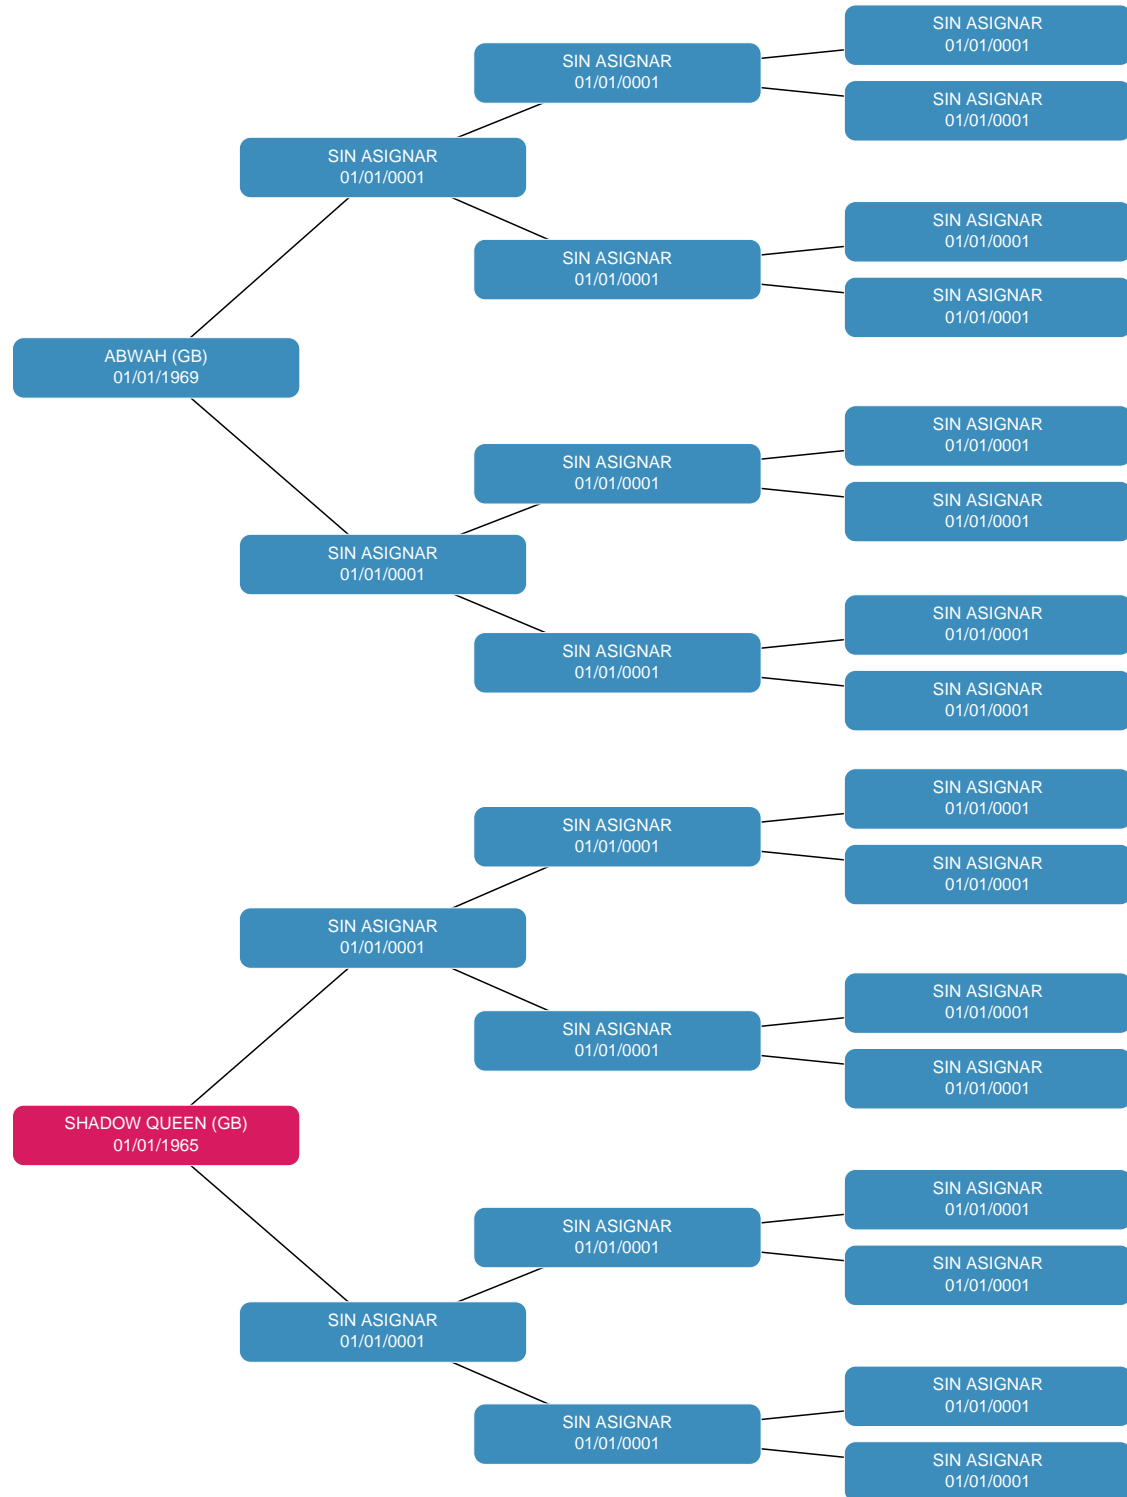 SIN ASIGNAR
01/01/0001
SIN ASIGNAR
01/01/0001
SIN ASIGNAR
01/01/0001
SIN ASIGNAR
01/01/0001
SIN ASIGNAR
01/01/0001
SIN ASIGNAR
01/01/0001
SIN ASIGNAR
01/01/0001
ABWAH (GB)
01/01/1969
SIN ASIGNAR
01/01/0001
SIN ASIGNAR
01/01/0001
SIN ASIGNAR
01/01/0001
SIN ASIGNAR
01/01/0001
SIN ASIGNAR
01/01/0001
SIN ASIGNAR
01/01/0001
SIN ASIGNAR
01/01/0001
SIN ASIGNAR
01/01/0001
SIN ASIGNAR
01/01/0001
SIN ASIGNAR
01/01/0001
SIN ASIGNAR
01/01/0001
SIN ASIGNAR
01/01/0001
SIN ASIGNAR
01/01/0001
SIN ASIGNAR
01/01/0001
SHADOW QUEEN (GB)
01/01/1965
SIN ASIGNAR
01/01/0001
SIN ASIGNAR
01/01/0001
SIN ASIGNAR
01/01/0001
SIN ASIGNAR
01/01/0001
SIN ASIGNAR
01/01/0001
SIN ASIGNAR
01/01/0001
SIN ASIGNAR
01/01/0001